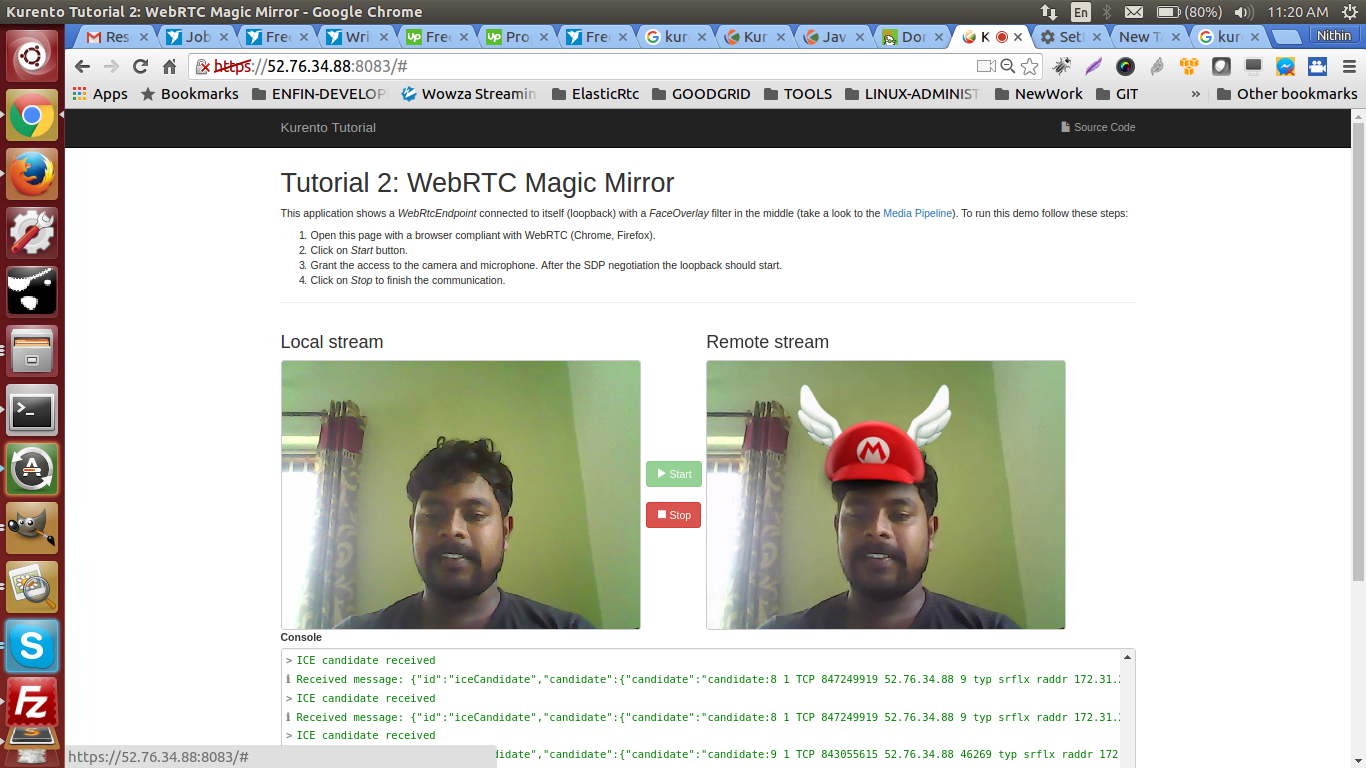 Kurento Tutorial 2: WebRTC Magic Mirror - Google Chrome
En
(80%)
11:20 AM
Res
Job
Free
Wri
Free
Pro
Free
kur
Kur
Jav
Dor
K
Seti
New T
kur
Nithin
https://52.76.34.88:8083/#
Apps
Bookmarks
ENFIN-DEVELOP
Wowza Streamin
ElasticRtc
GOODGRID
TOOLS
LINUX-ADMINIST
NewWork
GIT
»
Other bookmarks
Kurento Tutorial
Source Code
Tutorial 2: WebRTC Magic Mirror
This application shows a WebRtcEndpoint connected to itself (loopback) with a FaceOverlay filter in the middle (take a look to the Media Pipeline). To run this demo follow these steps:
1. Open this page with a browser compliant with WebRTC (Chrome, Firefox).
2. Click on Start button.
3. Grant the access to the camera and microphone. After the SDP negotiation the loopback should start.
4. Click on Stop to finish the communication.
Local stream
Remote stream
M
Start
Stop
Console
> ICE candidate received
i Received message: {"id":"iceCandidate","candidate":{"candidate":"candidate:8 1 TCP 847249919 52.76.34.88 9 typ srflx raddr 172.31.
> ICE candidate received
i Received message: {"id":"iceCandidate","candidate":{"candidate":"candidate:8 1 TCP 847249919 52.76.34.88 9 typ srflx raddr 172.31.
> ICE candidate received
didate","candidate":{"candidate":"candidate:9 1 TCP 843055615 52.76.34.88 46269 typ srflx raddr 172
https://52.76.34.88:8083/#